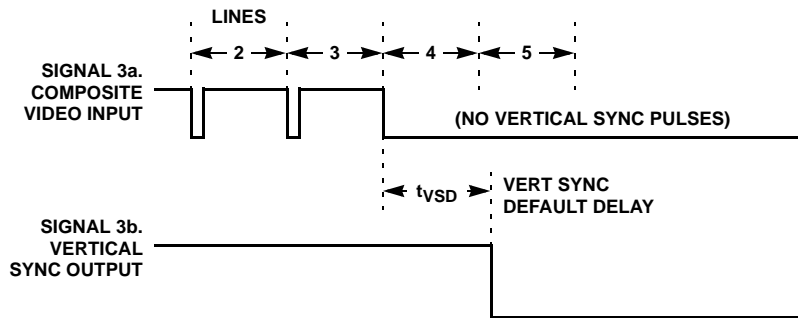 LINES
2 3 4 5
SIGNAL 3a.
COMPOSITE
VIDEO INPUT
(NO VERTICAL SYNC PULSES)
tVSD
VERT SYNC
DEFAULT DELAY
SIGNAL 3b.
VERTICAL
SYNC OUTPUT